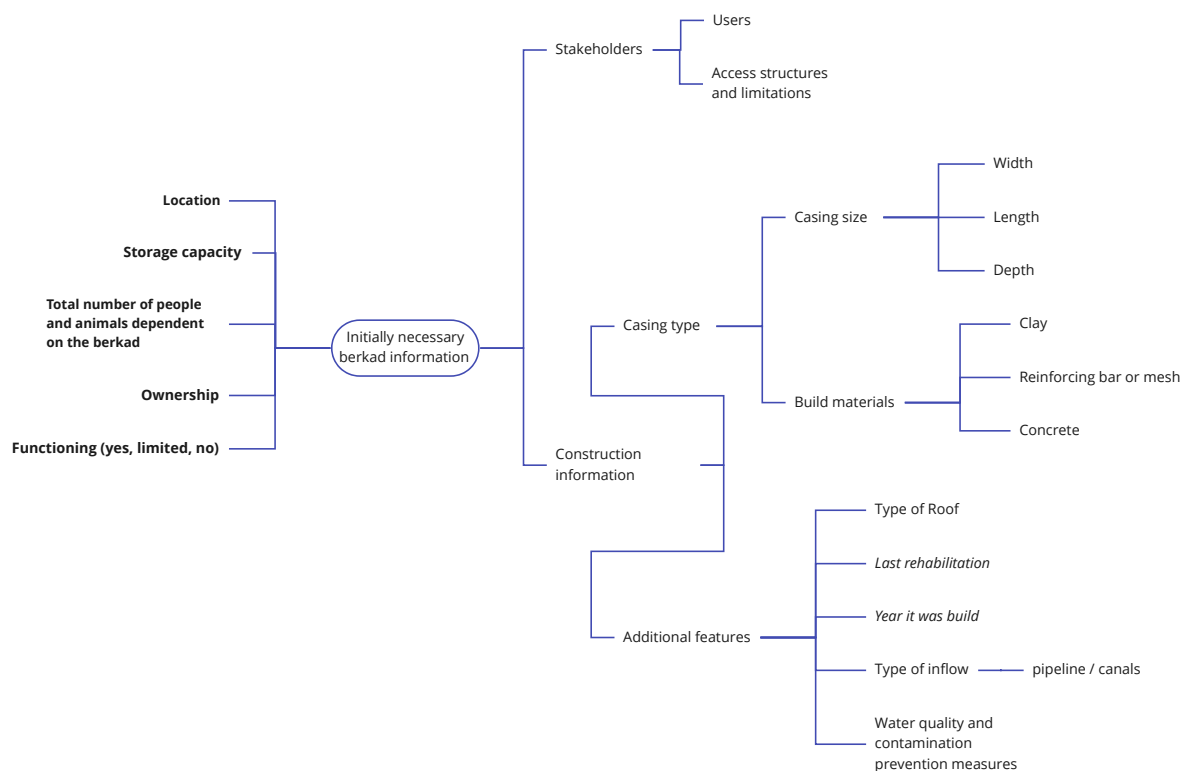 Users
Stakeholders
Access structures
and limitations
Location
Storage capacity
Total number of people
and animals dependent
on the berkad
Ownership
Functioning (yes, limited, no)
Initially necessary
berkad information
Width
Casing size
Length
Depth
Casing type
Clay
Reinforcing bar or mesh
Build materials
Concrete
Construction
information
Type of Roof
Last rehabilitation
Year it was build
Additional features
Type of inflow
pipeline / canals
Water quality and
contamination
prevention measures